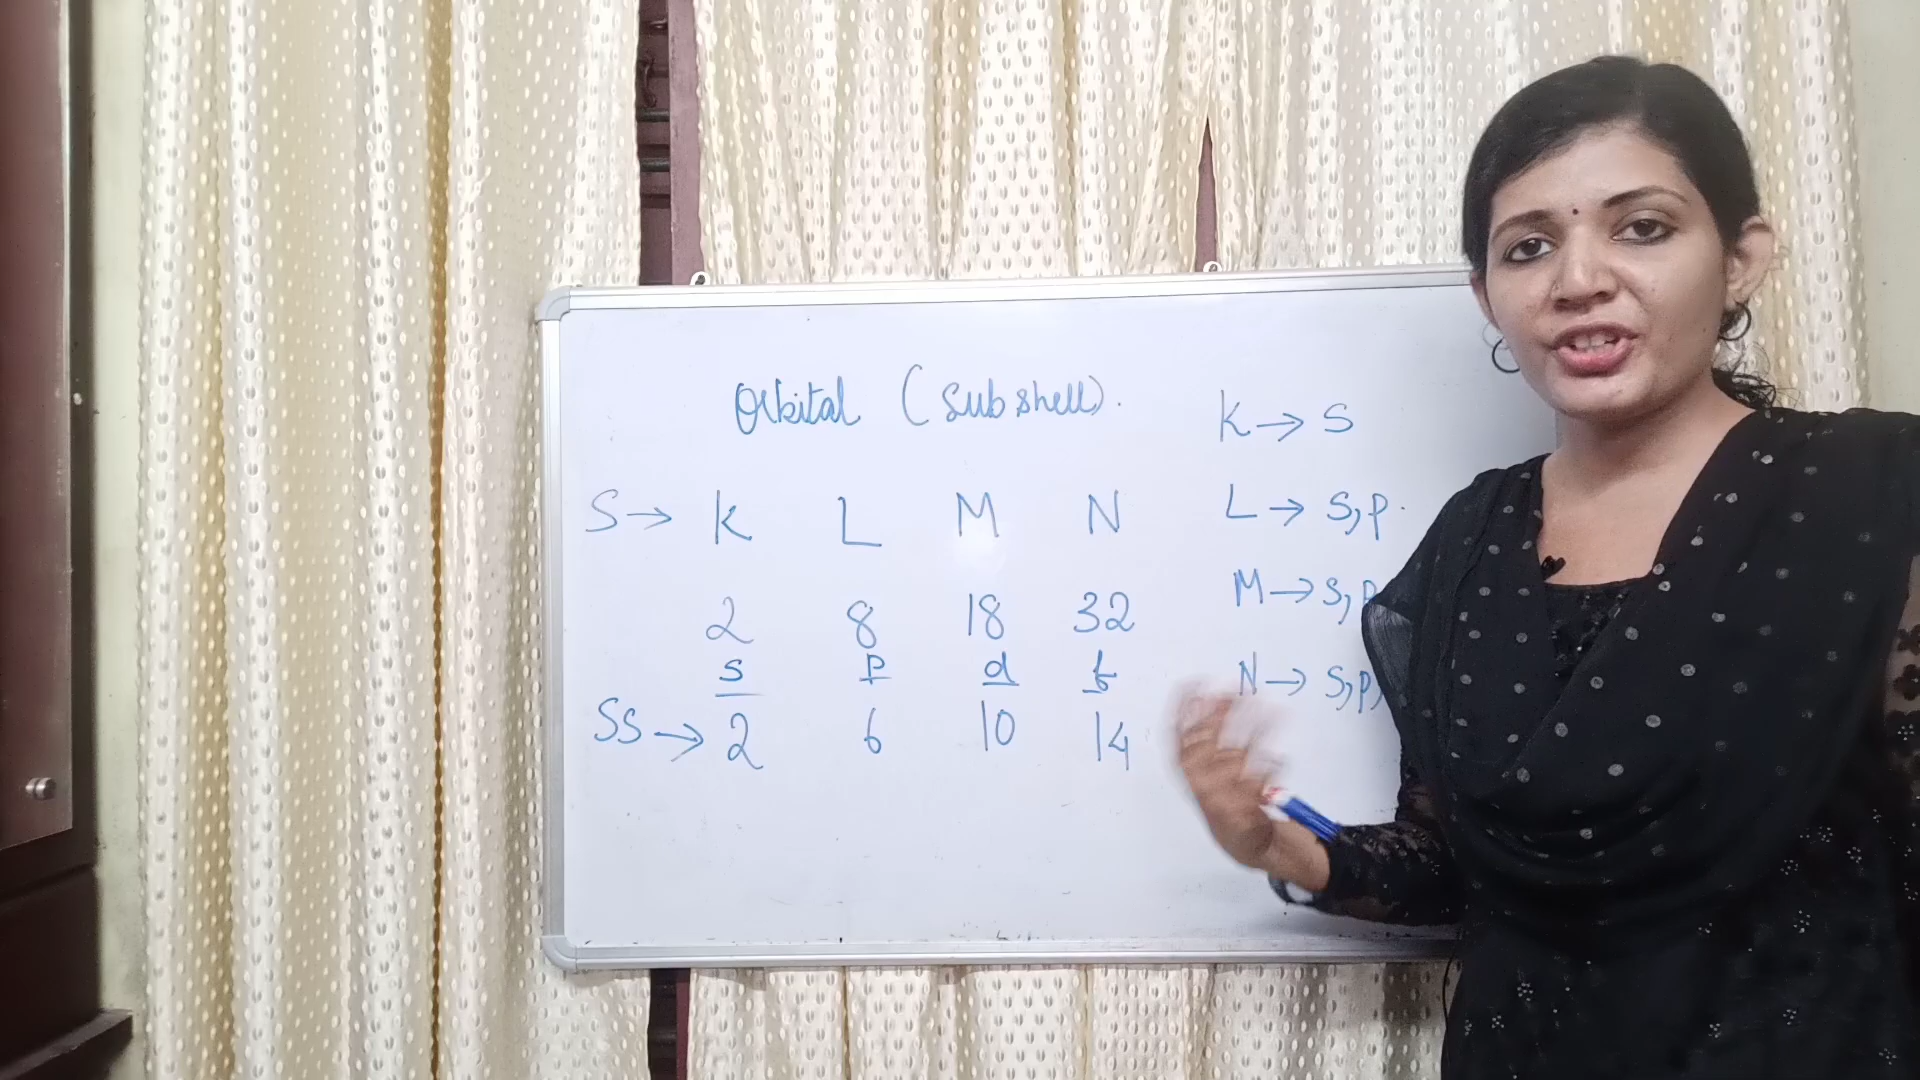 Orbital (Subshell).
S → K L M N
2 8 18 32
s p d f
SS → 2 6 10 14
K → S
L → S, p.
M → S, p
N → S, p,